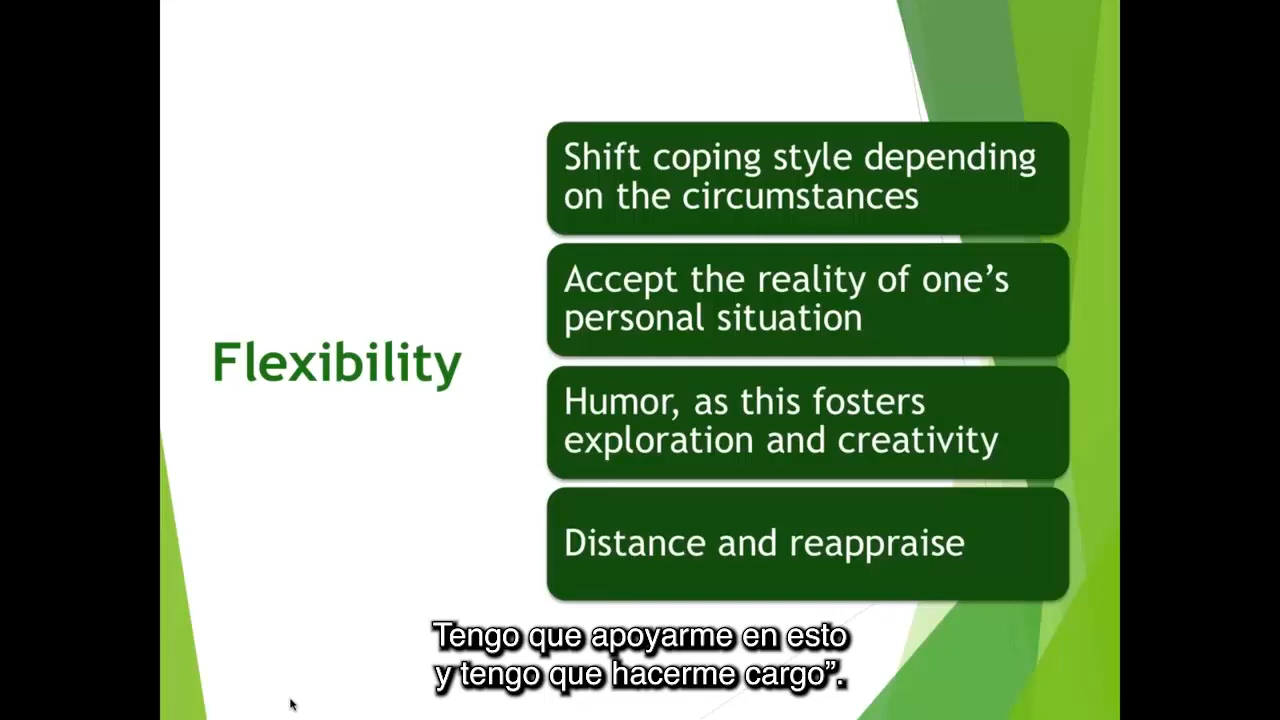 Flexibility
Shift coping style depending
on the circumstances
Accept the reality of one’s
personal situation
Humor, as this fosters
exploration and creativity
Distance and reappraise
Tengo que apoyarme en esto
y tengo que hacerme cargo”.